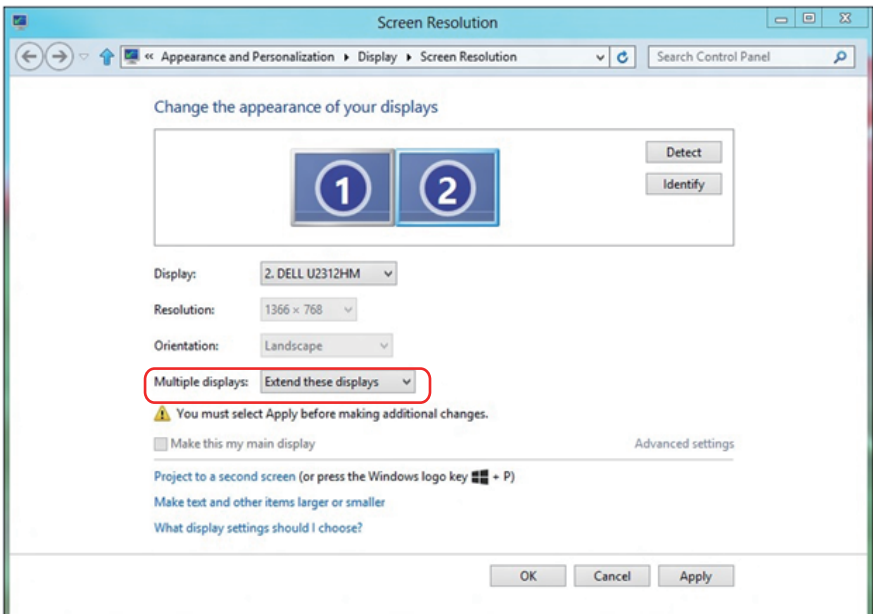 Screen Resolution
« Appearance and Personalization ▸ Display ▸ Screen Resolution
Search Control Panel
Change the appearance of your displays
1 2
Detect
Identify
Display: 2. DELL U2312HM
Resolution: 1366 × 768
Orientation: Landscape
Multiple displays: Extend these displays
You must select Apply before making additional changes.
Make this my main display
Advanced settings
Project to a second screen (or press the Windows logo key + P)
Make text and other items larger or smaller
What display settings should I choose?
OK Cancel Apply